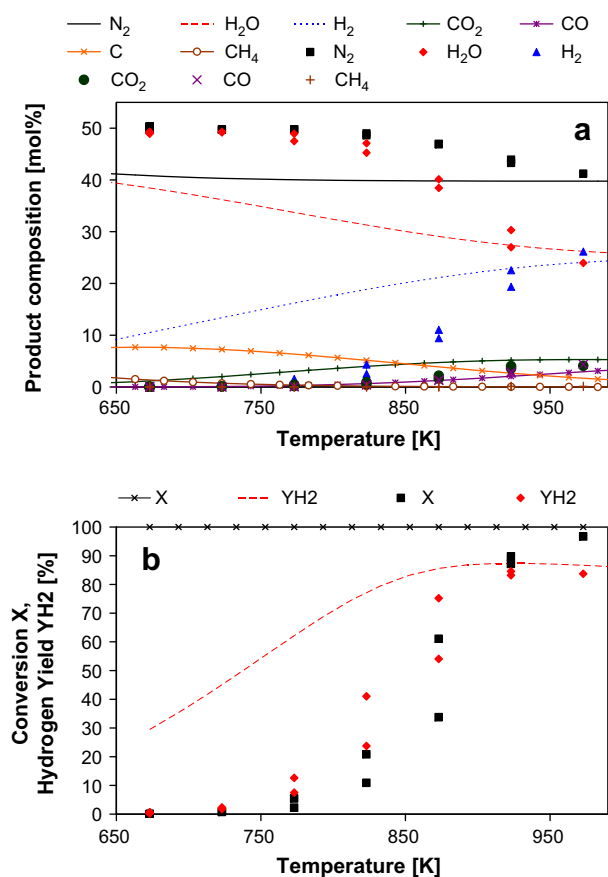 N₂ H₂O H₂ CO₂ CO
C CH₄ N₂ H₂O H₂
CO₂ CO CH₄
a
Product composition [mol%]
60
50
40
30
20
10
0
650 750 850 950
Temperature [K]
X YH2 X YH2
b
Conversion X,
Hydrogen Yield YH2 [%]
100
90
80
70
60
50
40
30
20
10
0
650 750 850 950
Temperature [K]